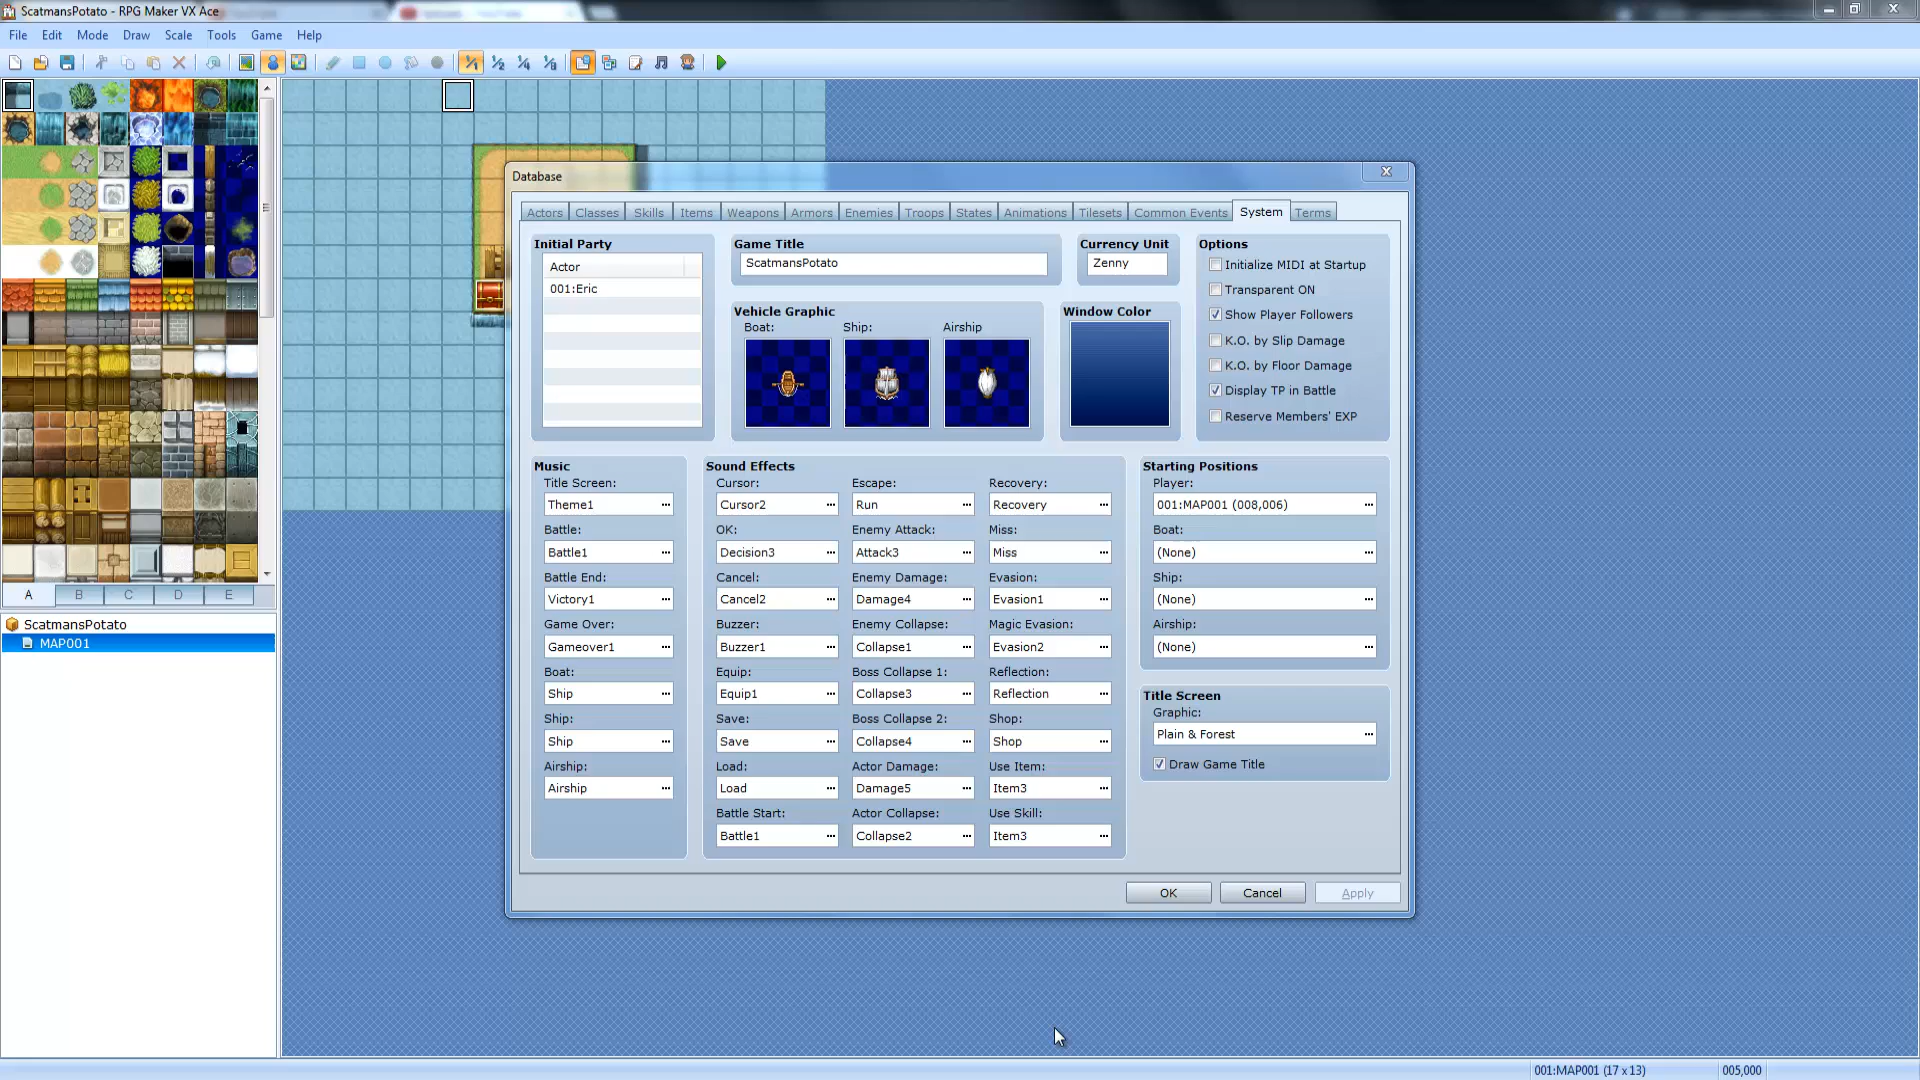 ScatmansPotato - RPG Maker VX Ace
File Edit Mode Draw Scale Tools Game Help
1/1 1/2 1/4 1/8
A B C D E
ScatmansPotato
MAP001
Database
Actors Classes Skills Items Weapons Armors Enemies Troops States Animations Tilesets Common Events System Terms
Initial Party
Actor
001:Eric
Game Title
ScatmansPotato
Currency Unit
Zenny
Vehicle Graphic
Boat: Ship: Airship
Window Color
Options
Initialize MIDI at Startup
Transparent ON
Show Player Followers
K.O. by Slip Damage
K.O. by Floor Damage
Display TP in Battle
Reserve Members' EXP
Music
Title Screen:
Theme1 ...
Battle:
Battle1 ...
Battle End:
Victory1 ...
Game Over:
Gameover1 ...
Boat:
Ship ...
Ship:
Ship ...
Airship:
Airship ...
Sound Effects
Cursor: Escape: Recovery:
Cursor2 ... Run ... Recovery ...
OK: Enemy Attack: Miss:
Decision3 ... Attack3 ... Miss ...
Cancel: Enemy Damage: Evasion:
Cancel2 ... Damage4 ... Evasion1 ...
Buzzer: Enemy Collapse: Magic Evasion:
Buzzer1 ... Collapse1 ... Evasion2 ...
Equip: Boss Collapse 1: Reflection:
Equip1 ... Collapse3 ... Reflection ...
Save: Boss Collapse 2: Shop:
Save ... Collapse4 ... Shop ...
Load: Actor Damage: Use Item:
Load ... Damage5 ... Item3 ...
Battle Start: Actor Collapse: Use Skill:
Battle1 ... Collapse2 ... Item3 ...
Starting Positions
Player:
001:MAP001 (008,006) ...
Boat:
(None) ...
Ship:
(None) ...
Airship:
(None) ...
Title Screen
Graphic:
Plain & Forest ...
Draw Game Title
OK Cancel Apply
001:MAP001 (17 x 13) 005,000